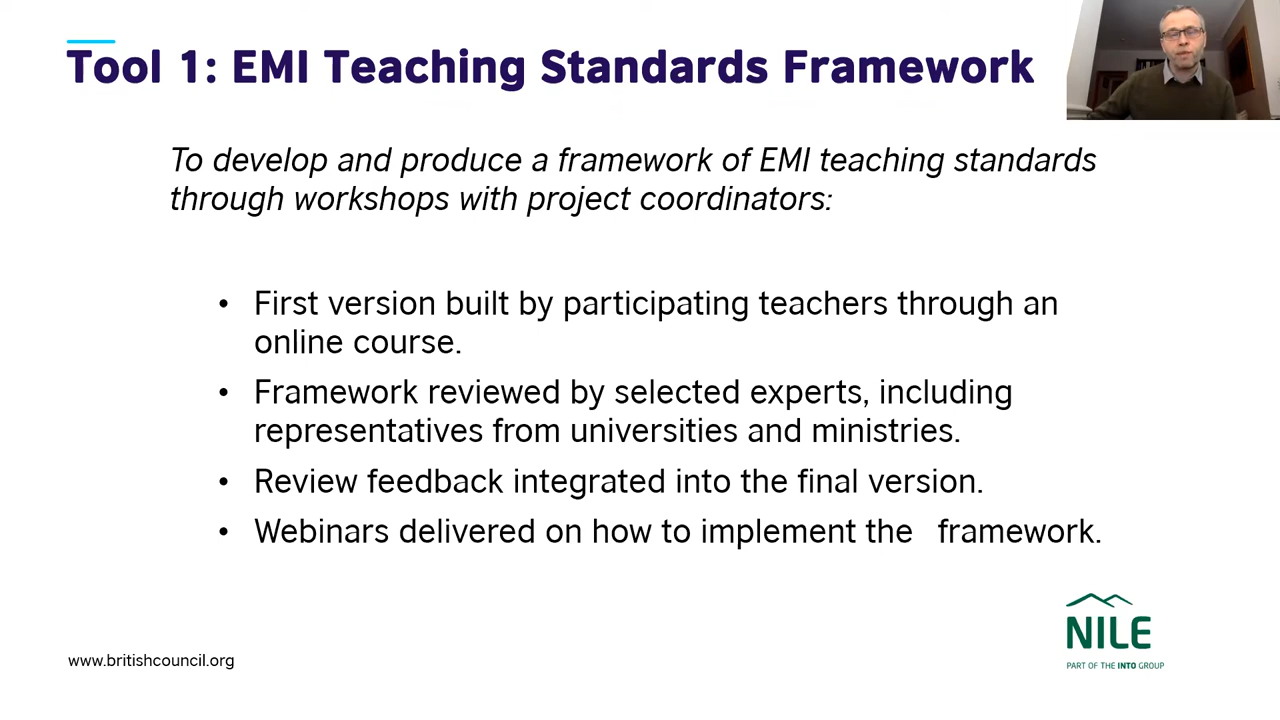 Tool 1: EMI Teaching Standards Framework
To develop and produce a framework of EMI teaching standards
through workshops with project coordinators:
• First version built by participating teachers through an
online course.
• Framework reviewed by selected experts, including
representatives from universities and ministries.
• Review feedback integrated into the final version.
• Webinars delivered on how to implement the framework.
NILE
PART OF THE INTO GROUP
www.britishcouncil.org